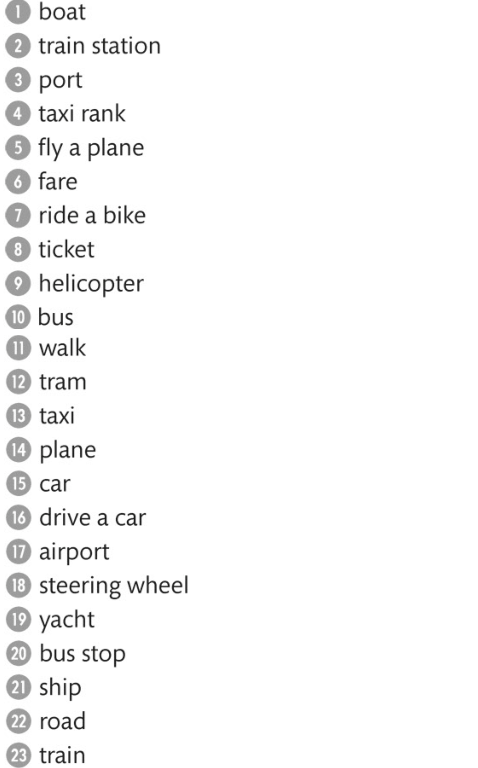 1 boat
2 train station
3 port
4 taxi rank
5 fly a plane
6 fare
7 ride a bike
8 ticket
9 helicopter
10 bus
11 walk
12 tram
13 taxi
14 plane
15 car
16 drive a car
17 airport
18 steering wheel
19 yacht
20 bus stop
21 ship
22 road
23 train